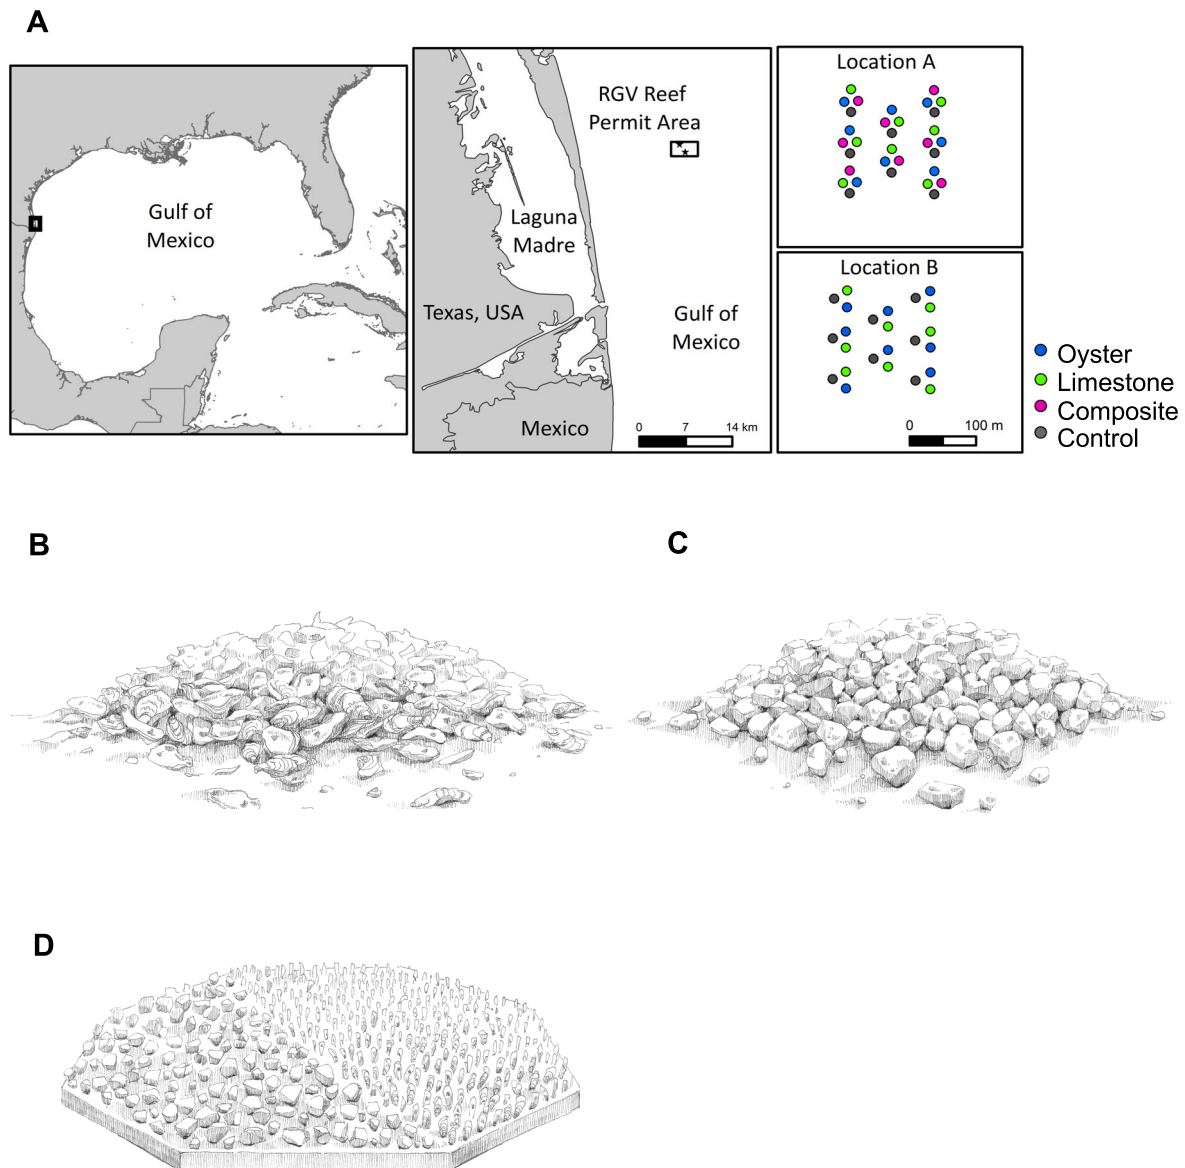 A
Gulf of
Mexico
RGV Reef
Permit Area
Laguna
Madre
Texas, USA
Gulf of
Mexico
Mexico
0 7 14 km
Location A
Location B
0 100 m
Oyster
Limestone
Composite
Control
B
C
D